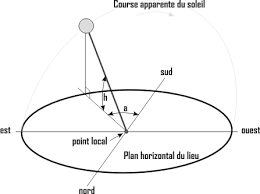 Course apparente du soleil
sud
h
a
est
ouest
point local
Plan horizontal du lieu
nord